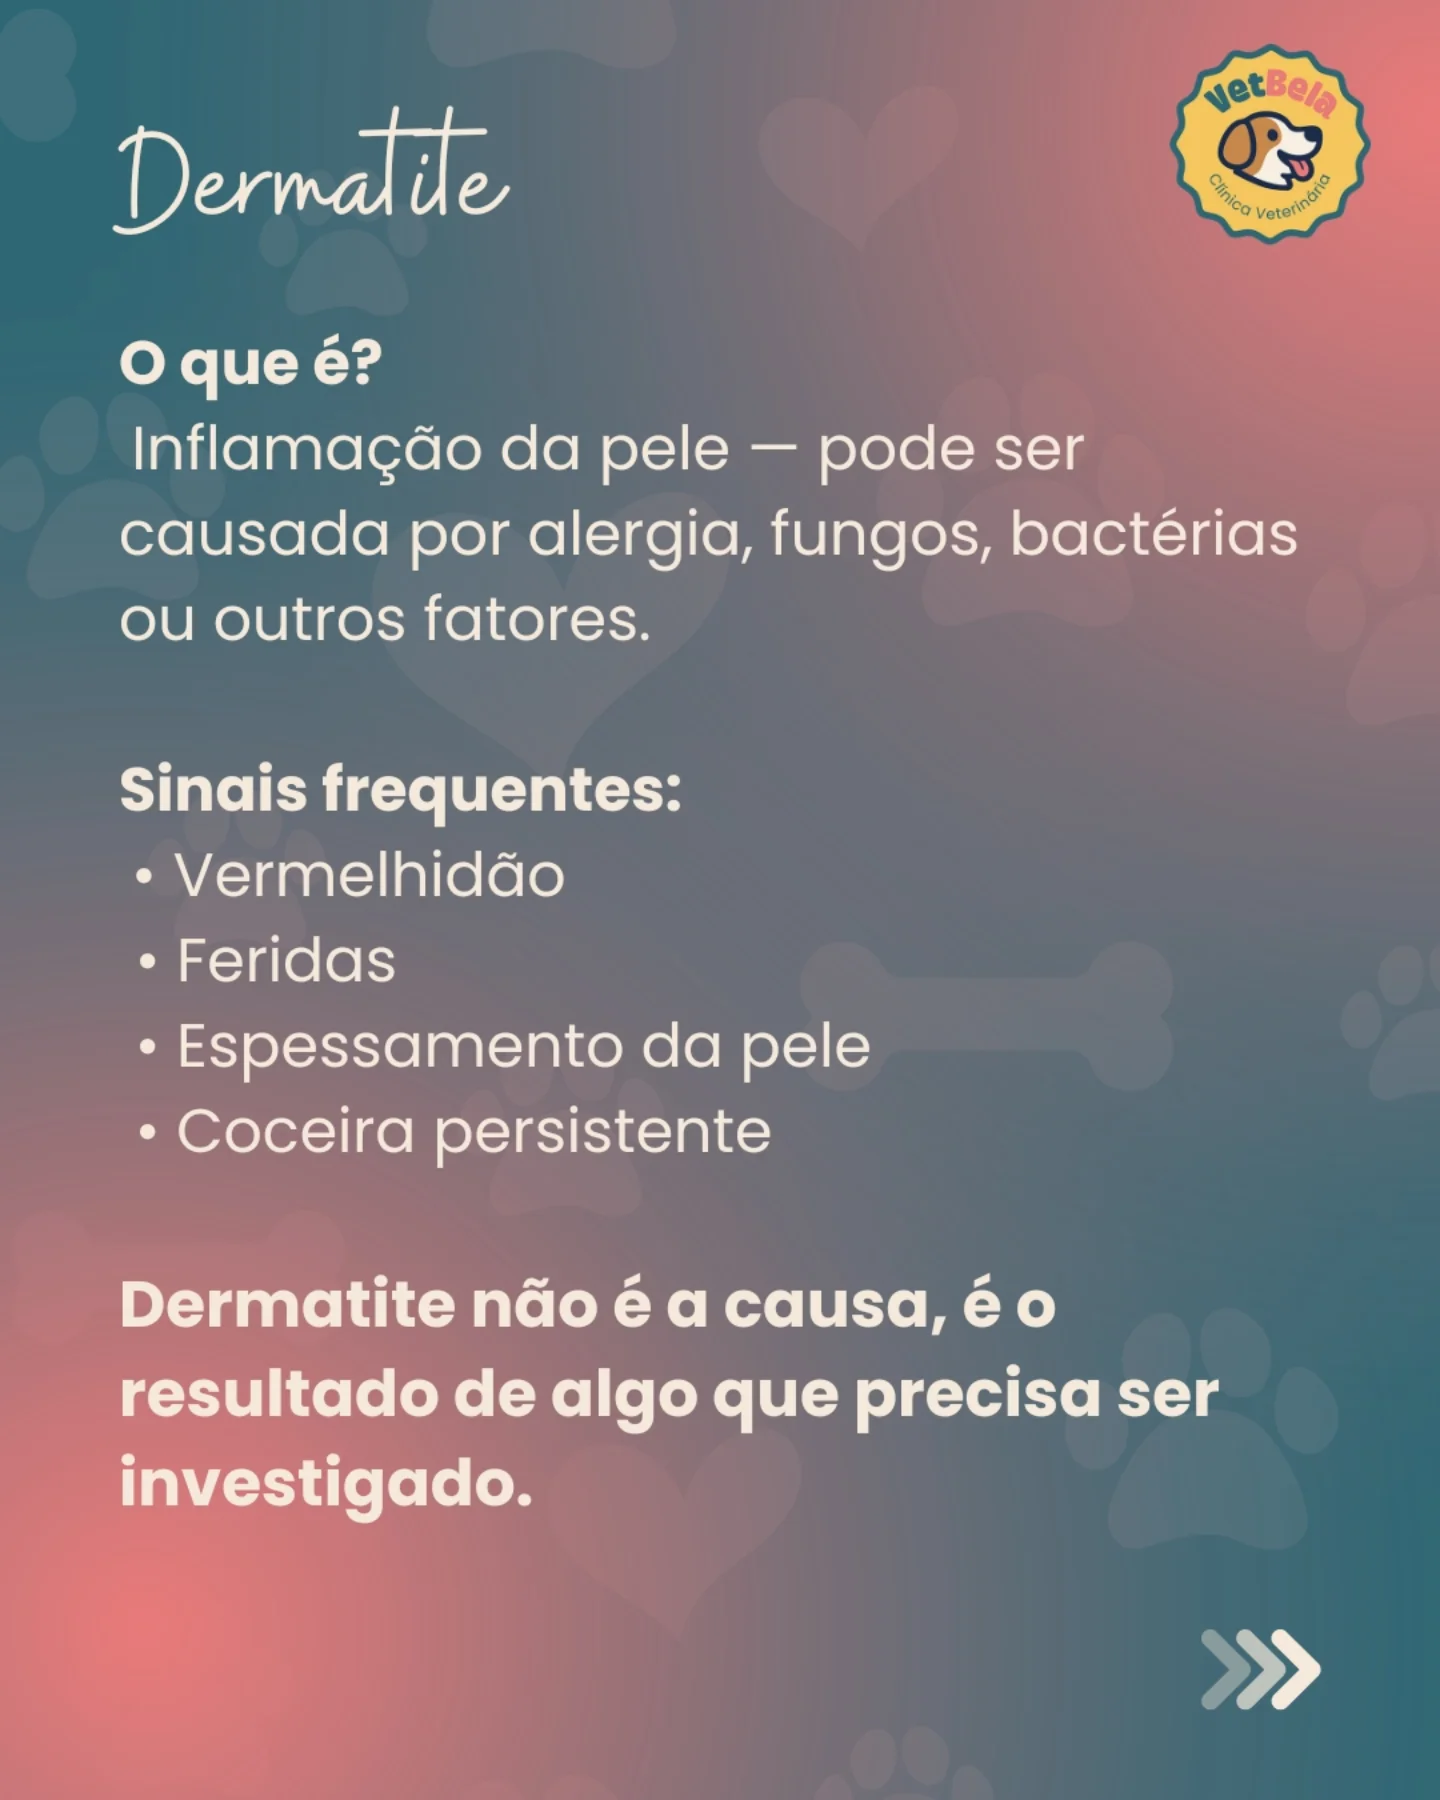 VetBela
Clínica Veterinária
Dermatite
O que é?
Inflamação da pele — pode ser
causada por alergia, fungos, bactérias
ou outros fatores.
Sinais frequentes:
• Vermelhidão
• Feridas
• Espessamento da pele
• Coceira persistente
Dermatite não é a causa, é o
resultado de algo que precisa ser
investigado.